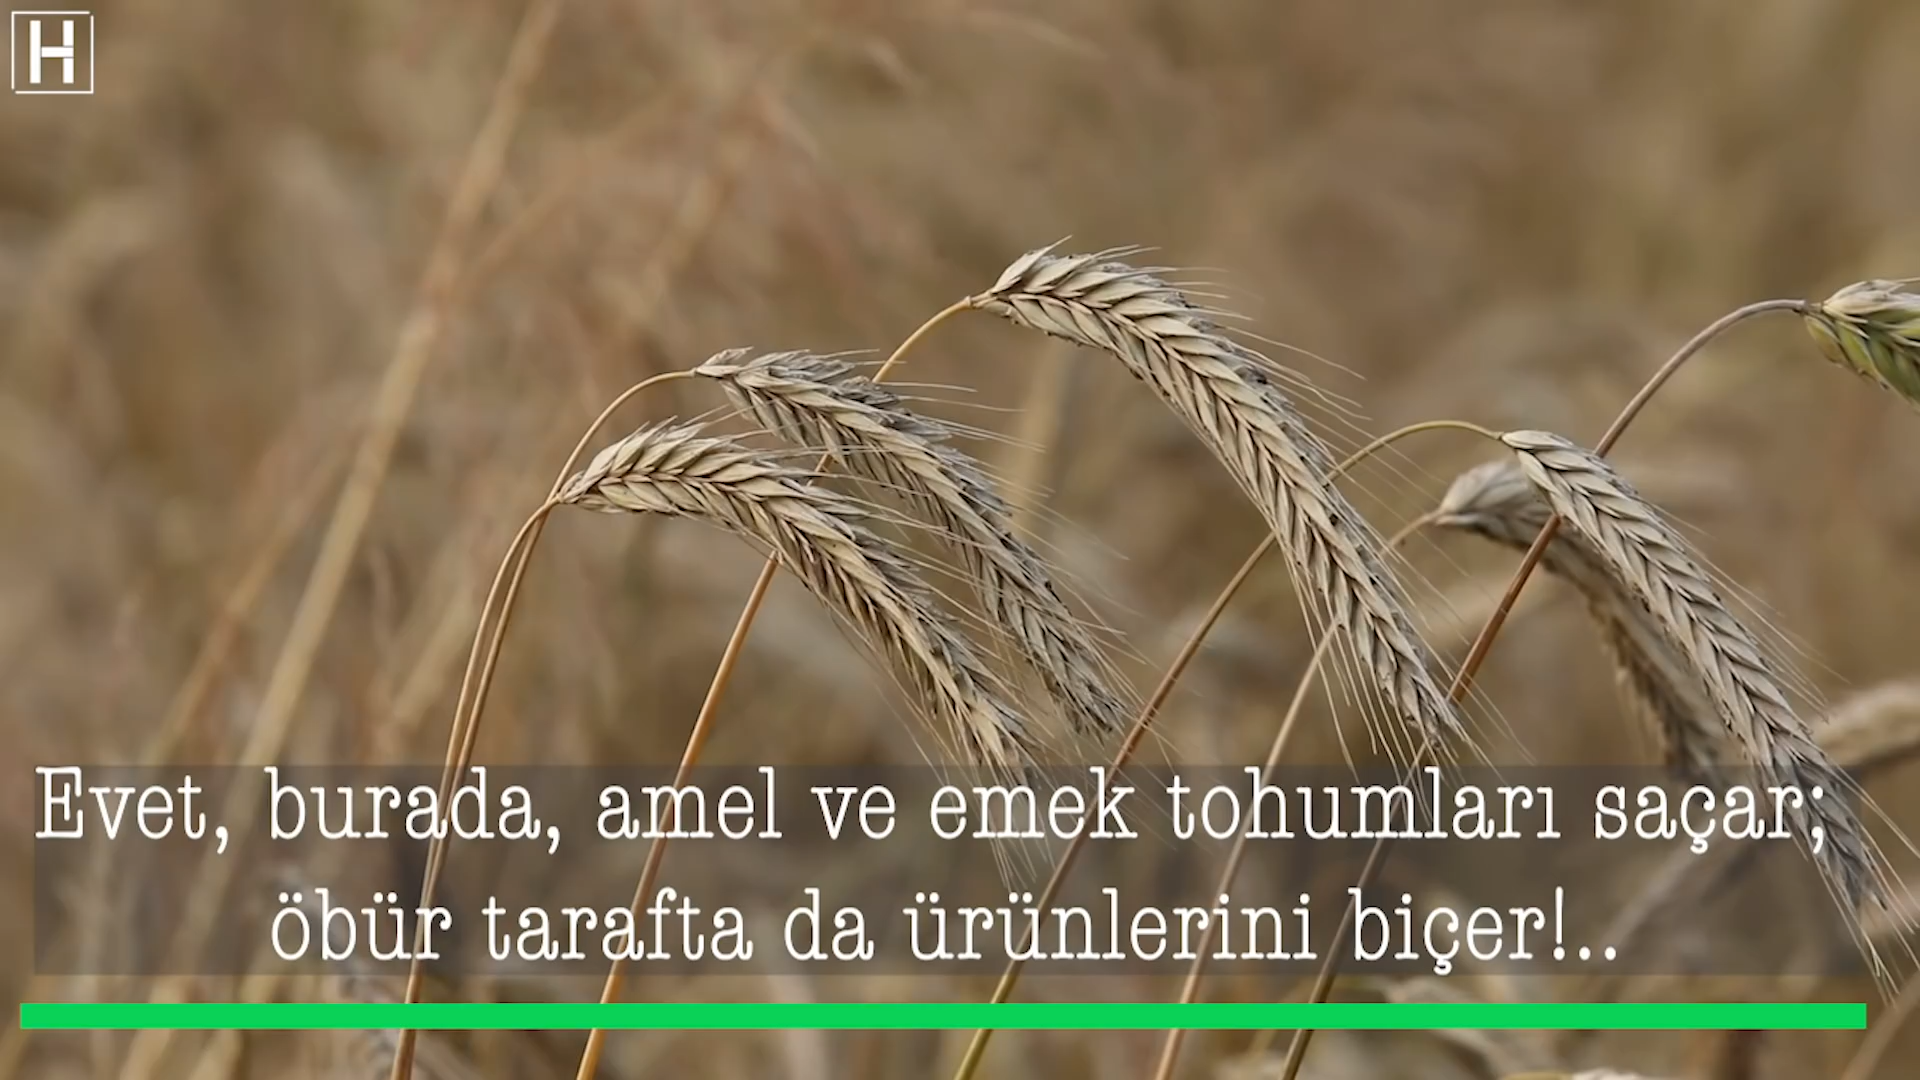 H
Evet, burada, amel ve emek tohumları saçar;
öbür tarafta da ürünlerini biçer!..